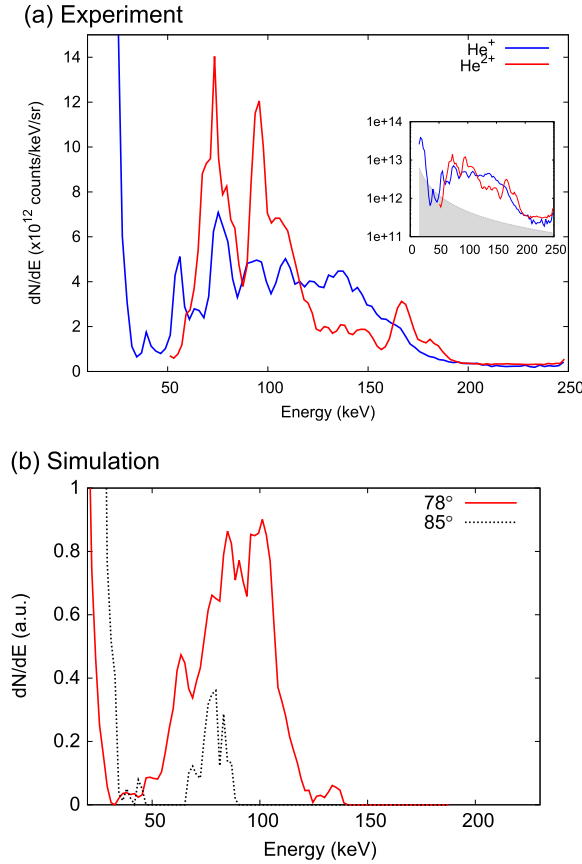 (a) Experiment
dN/dE (x10¹² counts/keV/sr)
14
12
10
8
6
4
2
0
He⁺
He²⁺
1e+14
1e+13
1e+12
1e+11
0 50 100 150 200 250
50 100 150 200 250
Energy (keV)
(b) Simulation
dN/dE (a.u.)
1
0.8
0.6
0.4
0.2
0
78°
85°
50 100 150 200
Energy (keV)